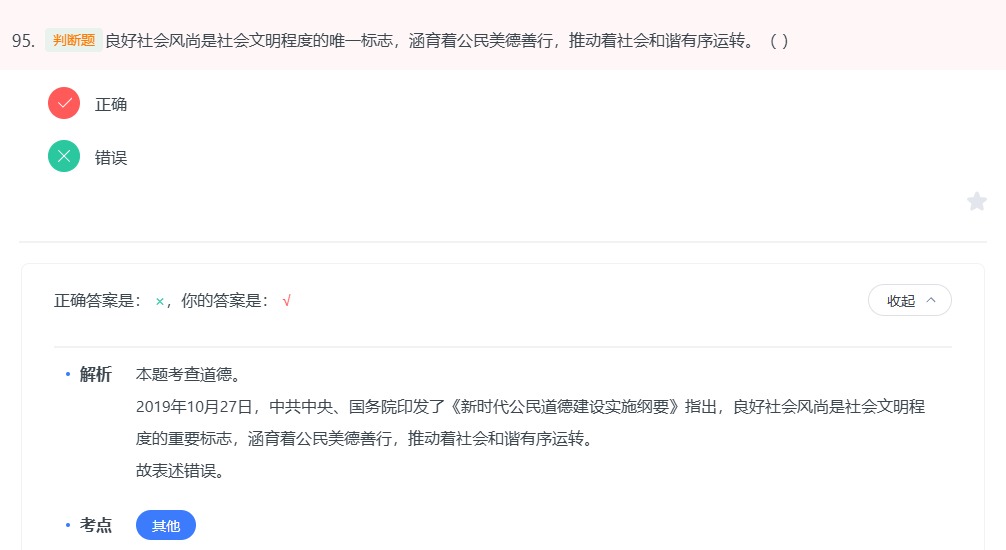 95. 判断题 良好社会风尚是社会文明程度的唯一标志，涵育着公民美德善行，推动着社会和谐有序运转。（ ）
正确
错误
正确答案是： ×，你的答案是： √
收起
解析 本题考查道德。
2019年10月27日，中共中央、国务院印发了《新时代公民道德建设实施纲要》指出，良好社会风尚是社会文明程
度的重要标志，涵育着公民美德善行，推动着社会和谐有序运转。
故表述错误。
考点 其他